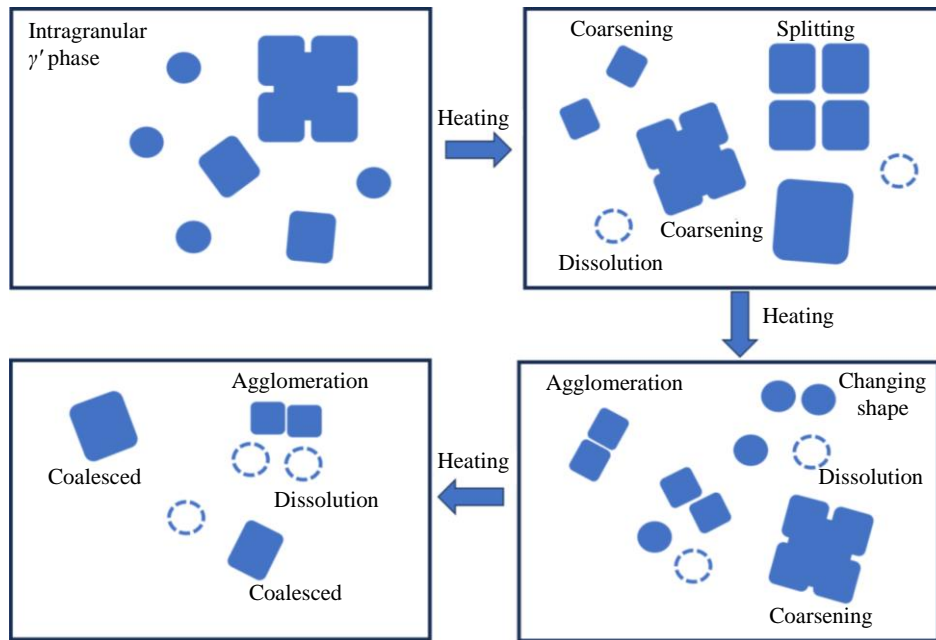 Intragranular
γ′ phase
Heating
Coarsening
Splitting
Coarsening
Dissolution
Heating
Agglomeration
Changing
shape
Dissolution
Coarsening
Heating
Agglomeration
Coalesced
Dissolution
Coalesced